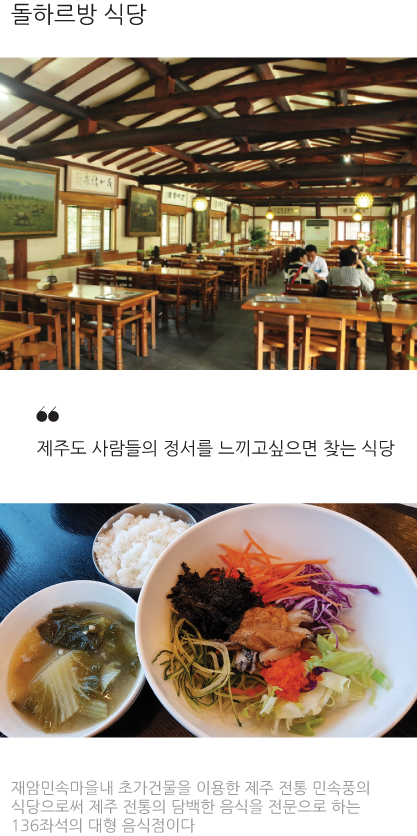 돌하르방 식당
제주도 사람들의 정서를 느끼고싶으면 찾는 식당
재암민속마을내 초가건물을 이용한 제주 전통 민속풍의
식당으로써 제주 전통의 담백한 음식을 전문으로 하는
136좌석의 대형 음식점이다